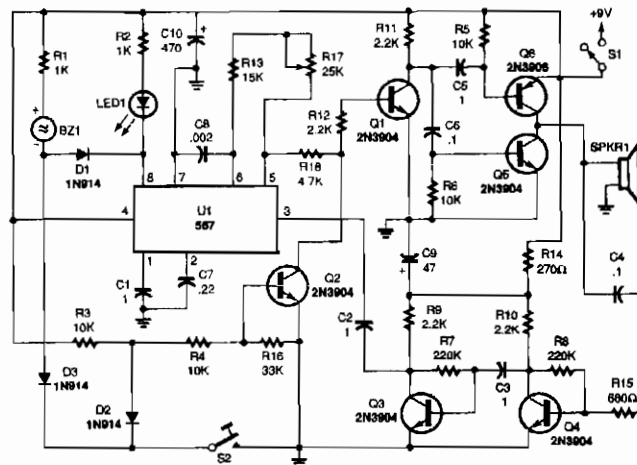 +9V
S1
R1
1K
R2
1K
C10
470
+
R13
15K
R17
25K
R11
2.2K
R5
10K
Q6
2N3906
LED1
BZ1
+
-
C8
.002
R12
2.2K
Q1
2N3904
C5
1
C6
.1
Q5
2N3904
SPKR1
D1
1N914
R18
4.7K
R6
10K
8
7
6
5
4
U1
567
3
1
2
C1
1
C7
.22
Q2
2N3904
C9
47
+
R14
270Ω
C4
.1
R3
10K
R4
10K
R16
33K
C2
1
R9
2.2K
R7
220K
R10
2.2K
R8
220K
C3
1
R15
680Ω
D3
1N914
D2
1N914
Q3
2N3904
Q4
2N3904
S2